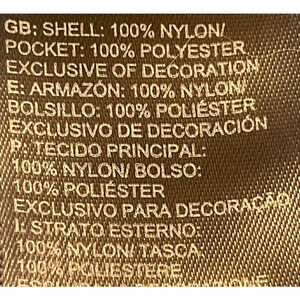 GB: SHELL: 100% NYLON/
POCKET: 100% POLYESTER
EXCLUSIVE OF DECORATION
E: ARMAZÓN: 100% NYLON/
BOLSILLO: 100% POLIÉSTER
EXCLUSIVO DE DECORACIÓN
P: TECIDO PRINCIPAL:
100% NYLON/ BOLSO:
100% POLIÉSTER
EXCLUSIVO PARA DECORAÇÃO
I: STRATO ESTERNO:
100% NYLON/ TASCA
100% POLIESTERE